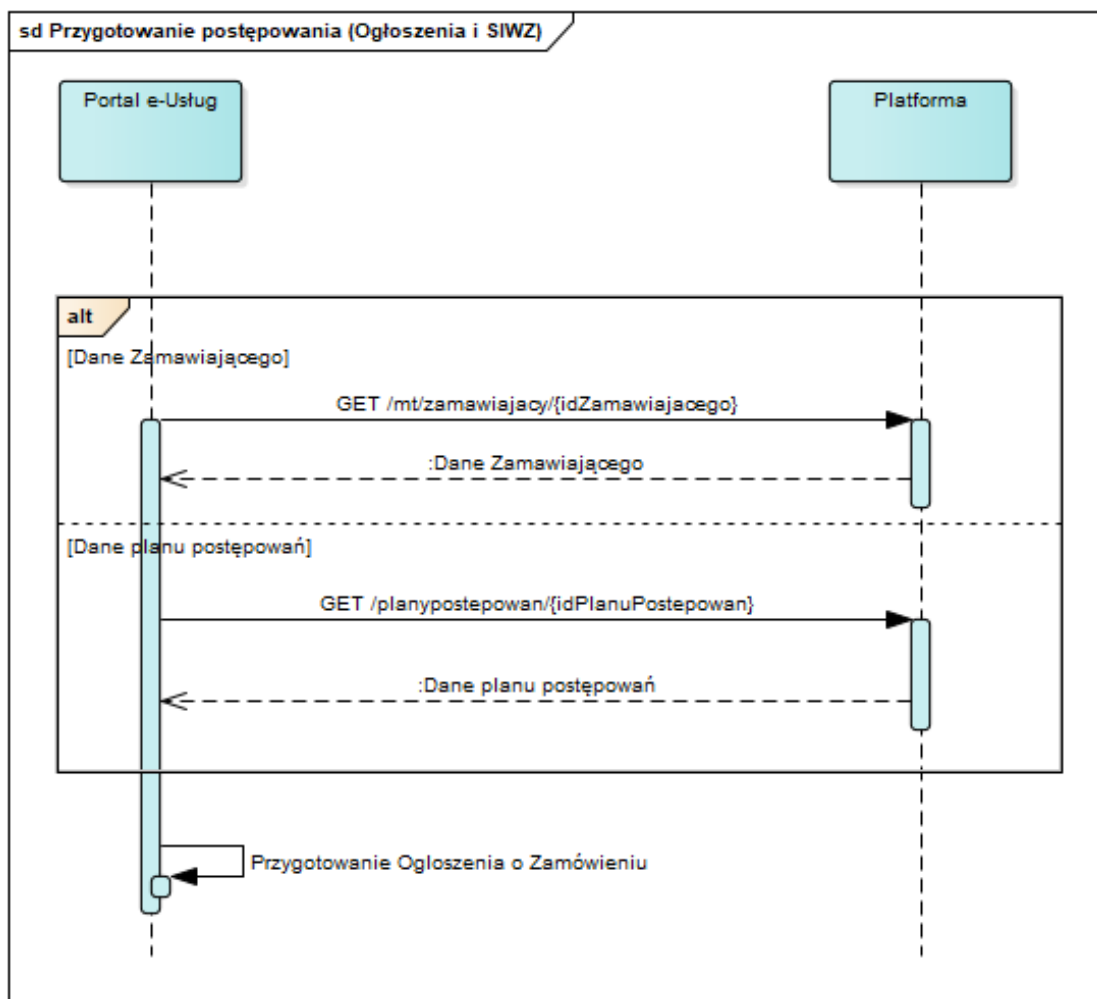 sd Przygotowanie postępowania (Ogłoszenia i SIWZ)
Portal e-Usług
Platforma
alt
[Dane Zamawiającego]
GET /mt/zamawiajacy/{idZamawiajacego}
:Dane Zamawiającego
[Dane planu postępowań]
GET /planypostepowan/{idPlanuPostepowan}
:Dane planu postępowań
Przygotowanie Ogloszenia o Zamówieniu